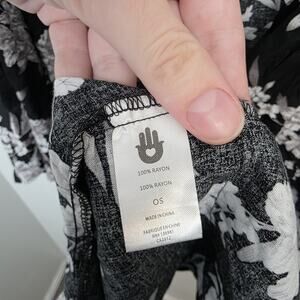 100% RAYON
100% RAYON
OS
MADE IN CHINA
FABRIQUE EN CHINE